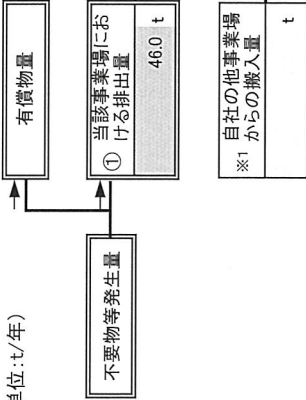 単位:t/年)
不要物等発生量
有償物量
① 当該事業場にお
ける排出量
46.0 t
※1 自社の他事業場
からの搬入量
t